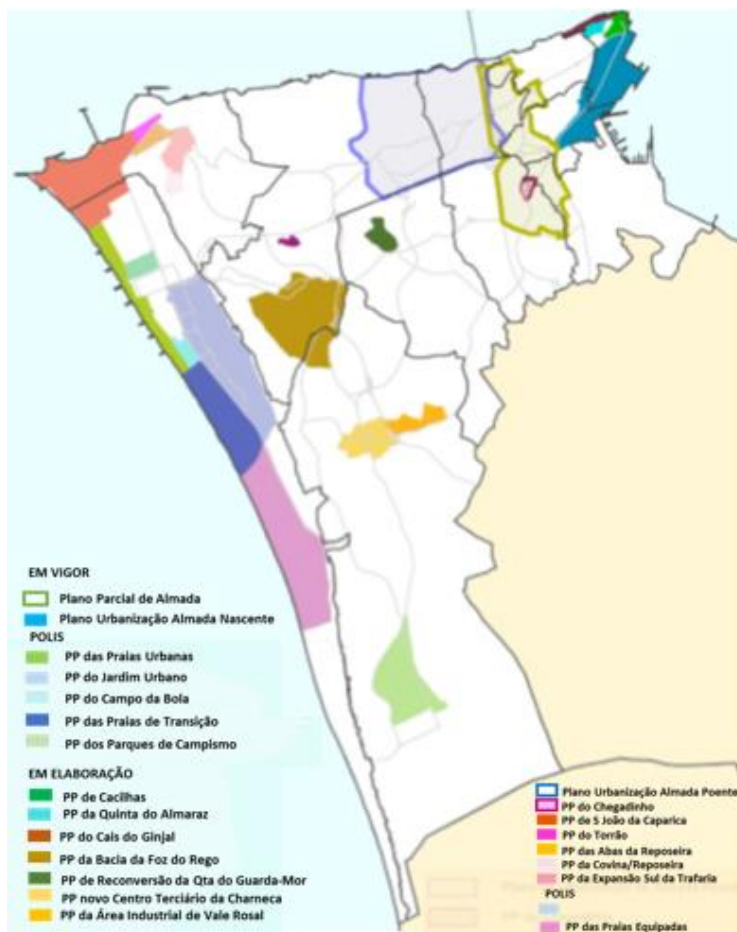 EM VIGOR
Plano Parcial de Almada
Plano Urbanização Almada Nascente
POLIS
PP das Praias Urbanas
PP do Jardim Urbano
PP do Campo da Bola
PP das Praias de Transição
PP dos Parques de Campismo
EM ELABORAÇÃO
PP de Cacilhas
PP da Quinta do Almaraz
PP do Cais do Ginjal
PP da Bacia da Foz do Rego
PP de Reconversão da Qta do Guarda-Mor
PP novo Centro Terciário da Charneca
PP da Área Industrial de Vale Rosal
Plano Urbanização Almada Poente
PP do Chegadinho
PP de S João da Caparica
PP do Torrão
PP das Abas da Raposeira
PP da Covina/Reposeira
PP da Expansão Sul da Trafaria
POLIS
PP das Praias Equipadas